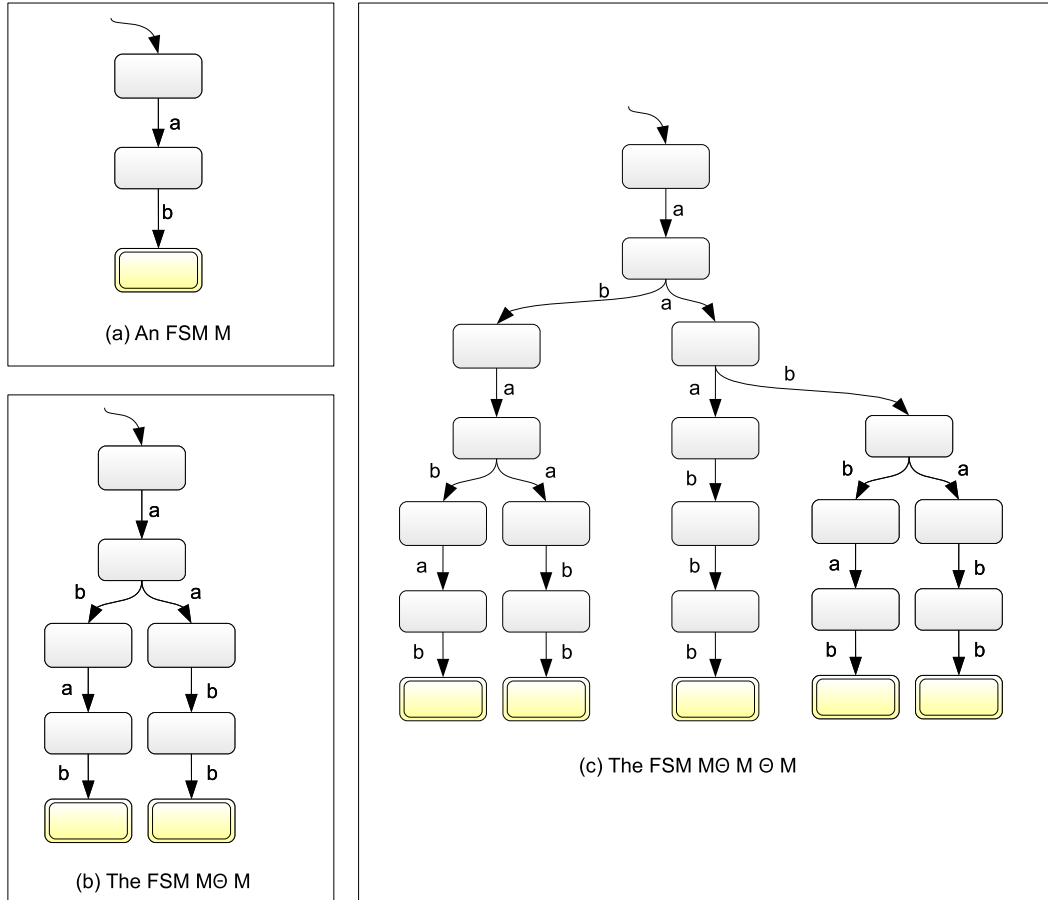 a
b
(a) An FSM M
a
b a
a b
b b
(b) The FSM MΘ M
a
b a
b
a a
b a b b a
b
a b b a b
b b b b b
(c) The FSM MΘ M Θ M